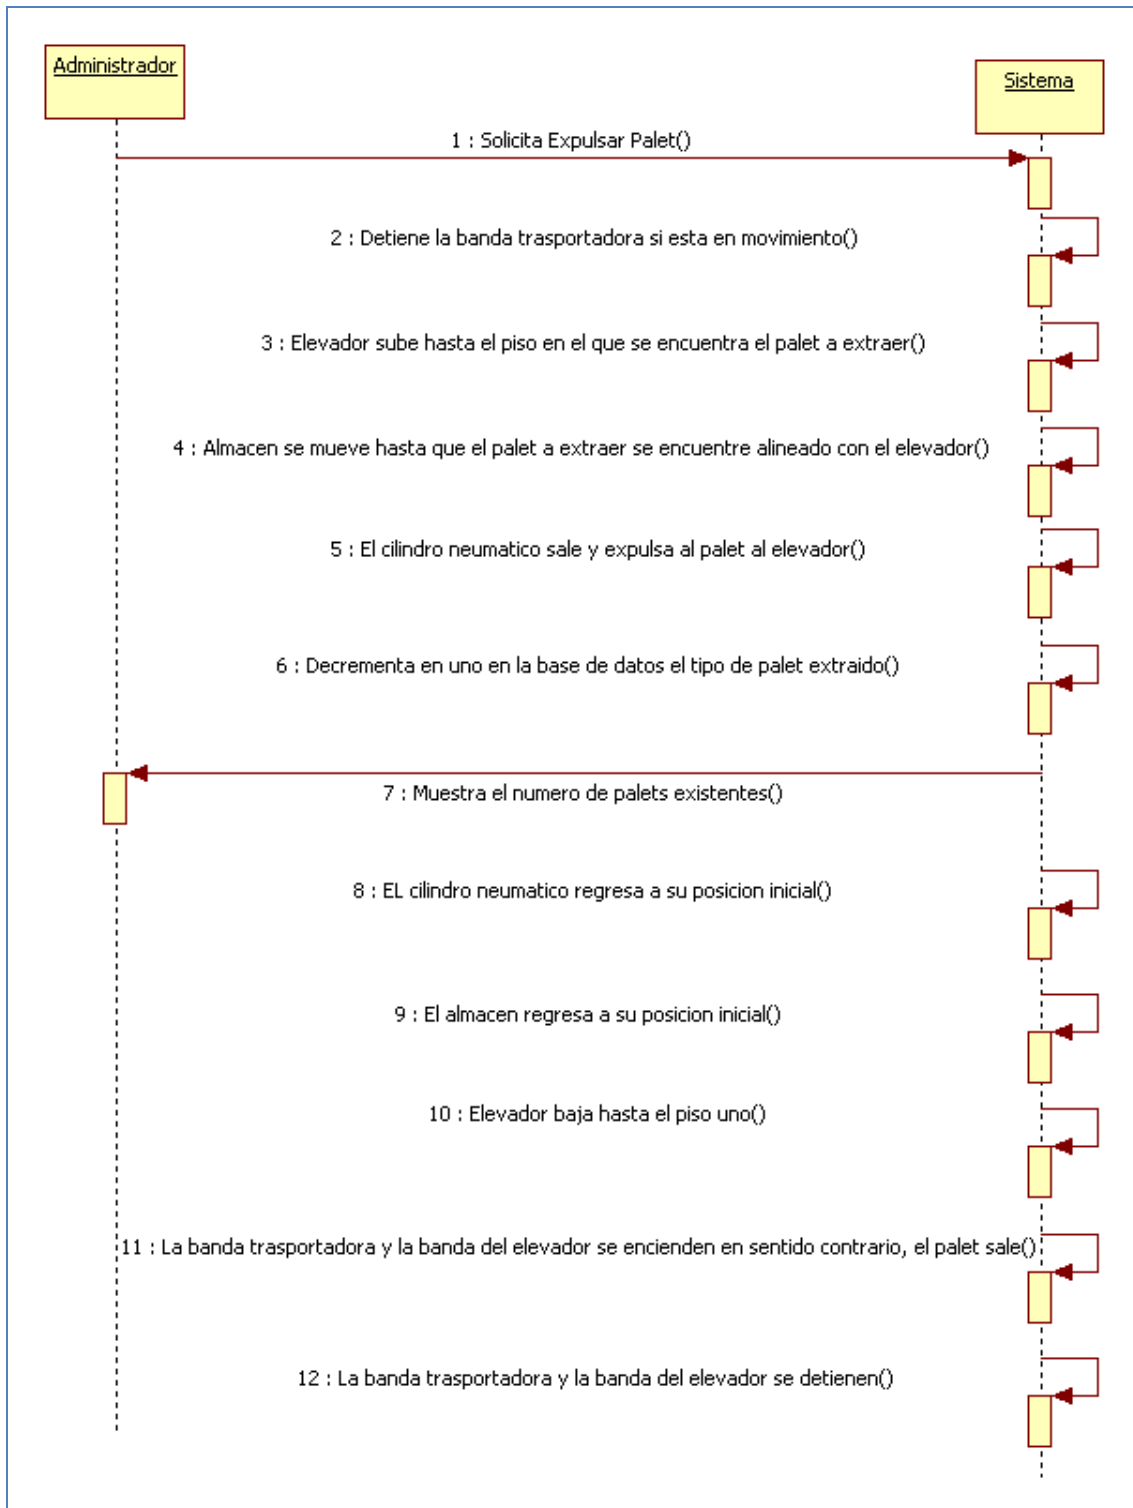 Administrador
Sistema
1 : Solicita Expulsar Palet()
2 : Detiene la banda trasportadora si esta en movimiento()
3 : Elevador sube hasta el piso en el que se encuentra el palet a extraer()
4 : Almacen se mueve hasta que el palet a extraer se encuentre alineado con el elevador()
5 : El cilindro neumatico sale y expulsa al palet al elevador()
6 : Decrementa en uno en la base de datos el tipo de palet extraido()
7 : Muestra el numero de palets existentes()
8 : EL cilindro neumatico regresa a su posicion inicial()
9 : El almacen regresa a su posicion inicial()
10 : Elevador baja hasta el piso uno()
11 : La banda trasportadora y la banda del elevador se encienden en sentido contrario, el palet sale()
12 : La banda trasportadora y la banda del elevador se detienen()